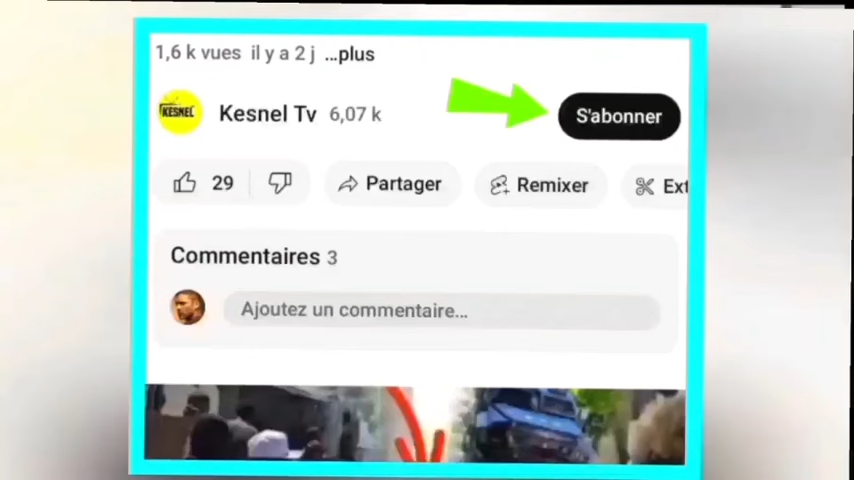 1,6 k vues il y a 2 j ...plus
KESNEL
Kesnel Tv 6,07 k
S'abonner
29
Partager
Remixer
Ext
Commentaires 3
Ajoutez un commentaire...